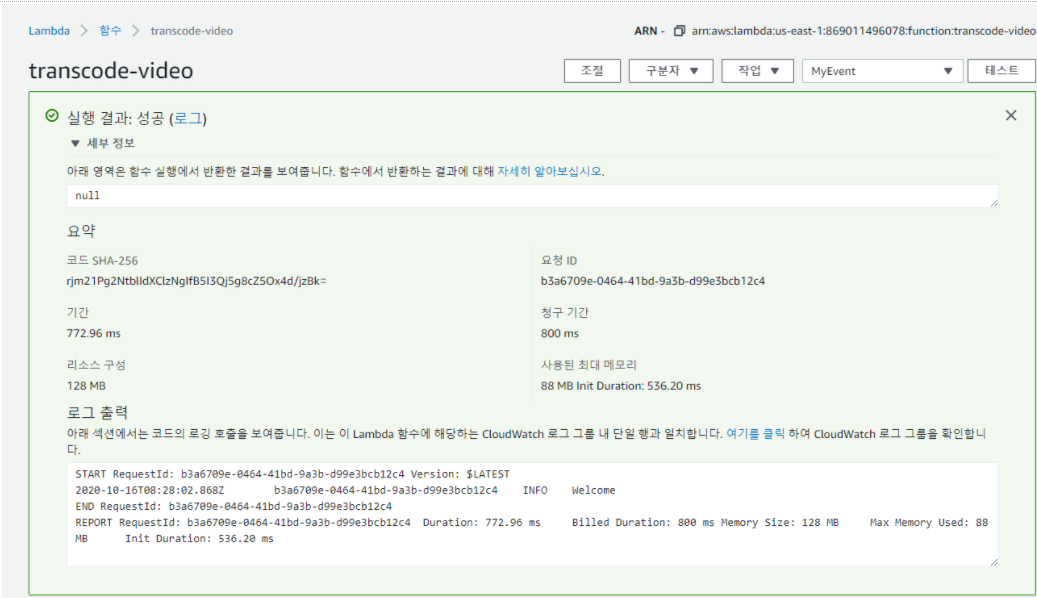 Lambda > 함수 > transcode-video
ARN - arn:aws:lambda:us-east-1:869011496078:function:transcode-video
transcode-video
조절 구분자 ▼ 작업 ▼ MyEvent ▼ 테스트
실행 결과: 성공 (로그)
▼ 세부 정보
아래 영역은 함수 실행에서 반환한 결과를 보여줍니다. 함수에서 반환하는 결과에 대해 자세히 알아보십시오.
null
요약
코드 SHA-256
rjm21Pg2NtblIdXClzNgIfB5I3Qj5g8cZ5Ox4d/jzBk=
요청 ID
b3a6709e-0464-41bd-9a3b-d99e3bcb12c4
기간
772.96 ms
청구 기간
800 ms
리소스 구성
128 MB
사용된 최대 메모리
88 MB Init Duration: 536.20 ms
로그 출력
아래 섹션에서는 코드의 로깅 호출을 보여줍니다. 이는 이 Lambda 함수에 해당하는 CloudWatch 로그 그룹 내 단일 행과 일치합니다. 여기를 클릭 하여 CloudWatch 로그 그룹을 확인합니
다.
START RequestId: b3a6709e-0464-41bd-9a3b-d99e3bcb12c4 Version: $LATEST
2020-10-16T08:28:02.868Z b3a6709e-0464-41bd-9a3b-d99e3bcb12c4 INFO Welcome
END RequestId: b3a6709e-0464-41bd-9a3b-d99e3bcb12c4
REPORT RequestId: b3a6709e-0464-41bd-9a3b-d99e3bcb12c4 Duration: 772.96 ms Billed Duration: 800 ms Memory Size: 128 MB Max Memory Used: 88
MB Init Duration: 536.20 ms